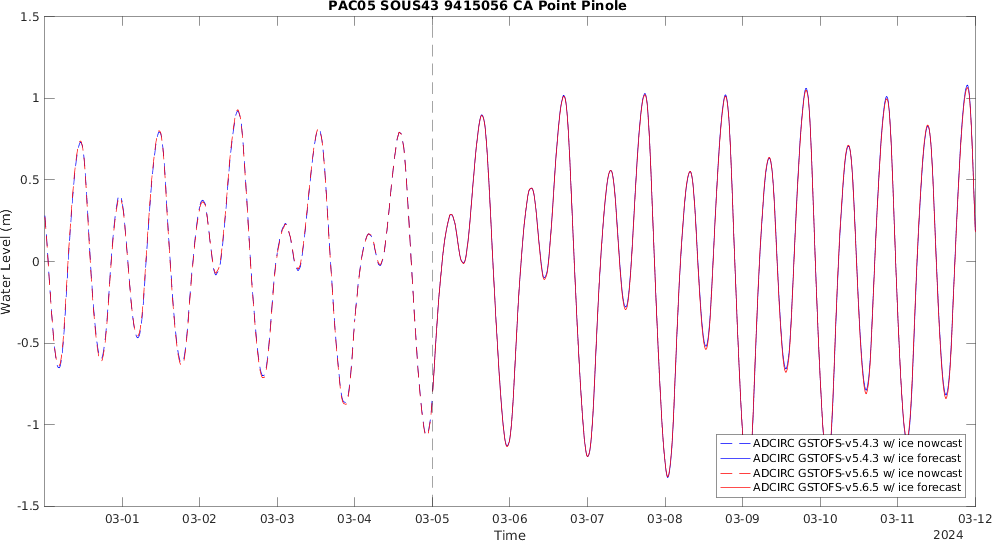 PAC05 SOUS43 9415056 CA Point Pinole
Water Level (m)
1.5
1
0.5
0
-0.5
-1
-1.5
03-01 03-02 03-03 03-04 03-05 03-06 03-07 03-08 03-09 03-10 03-11 03-12
Time
2024
ADCIRC GSTOFS-v5.4.3 w/ ice nowcast
ADCIRC GSTOFS-v5.4.3 w/ ice forecast
ADCIRC GSTOFS-v5.6.5 w/ ice nowcast
ADCIRC GSTOFS-v5.6.5 w/ ice forecast